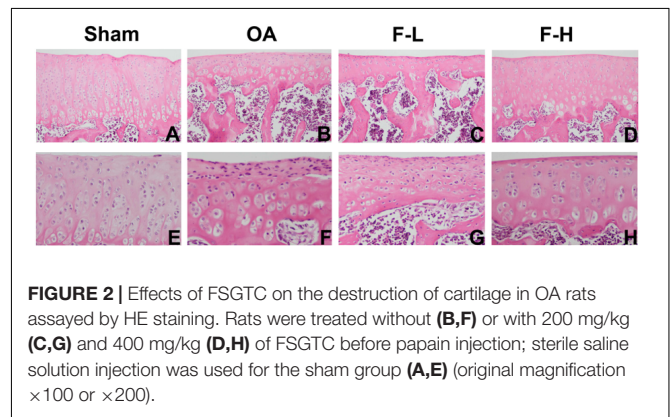 Sham OA F-L F-H
A B C D
E F G H
FIGURE 2 | Effects of FSGTC on the destruction of cartilage in OA rats
assayed by HE staining. Rats were treated without (B,F) or with 200 mg/kg
(C,G) and 400 mg/kg (D,H) of FSGTC before papain injection; sterile saline
solution injection was used for the sham group (A,E) (original magnification
×100 or ×200).